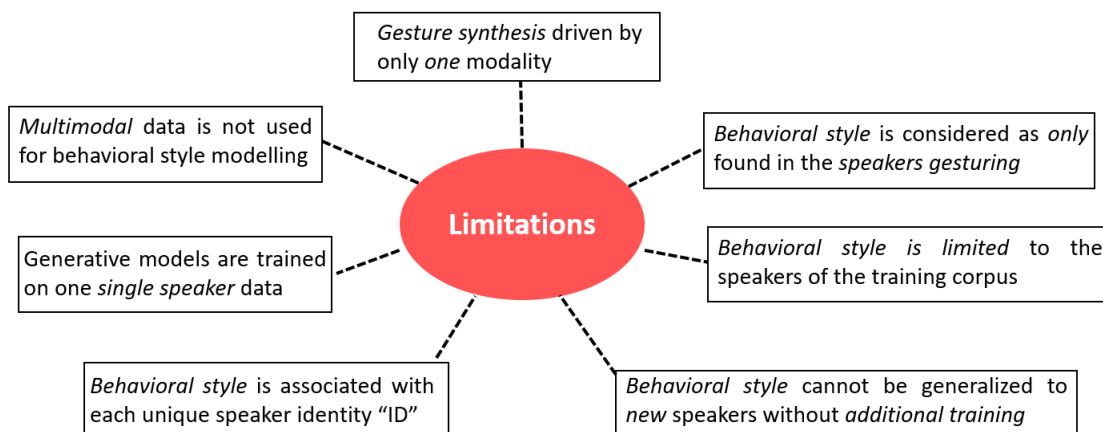 Gesture synthesis driven by
only one modality
Multimodal data is not used
for behavioral style modelling
Behavioral style is considered as only
found in the speakers gesturing
Limitations
Generative models are trained
on one single speaker data
Behavioral style is limited to the
speakers of the training corpus
Behavioral style is associated with
each unique speaker identity “ID”
Behavioral style cannot be generalized to
new speakers without additional training